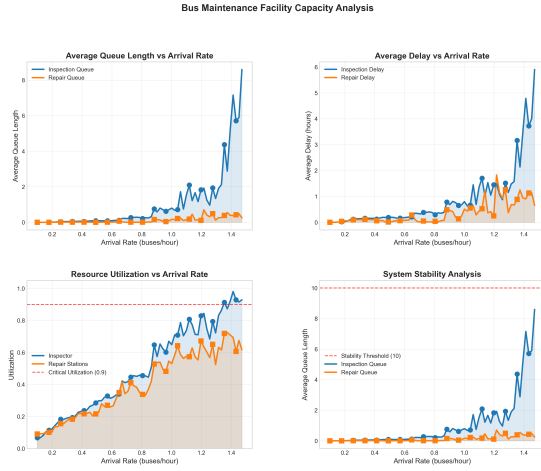 Bus Maintenance Facility Capacity Analysis
Average Queue Length vs Arrival Rate
Inspection Queue
Repair Queue
Average Queue Length
0 2 4 6 8
0.2 0.4 0.6 0.8 1.0 1.2 1.4
Arrival Rate (buses/hour)
Average Delay vs Arrival Rate
Inspection Delay
Repair Delay
Average Delay (hours)
0 1 2 3 4 5 6
0.2 0.4 0.6 0.8 1.0 1.2 1.4
Arrival Rate (buses/hour)
Resource Utilization vs Arrival Rate
Inspector
Repair Stations
Critical Utilization (0.9)
Utilization
0.0 0.2 0.4 0.6 0.8 1.0
0.2 0.4 0.6 0.8 1.0 1.2 1.4
Arrival Rate (buses/hour)
System Stability Analysis
Stability Threshold (10)
Inspection Queue
Repair Queue
Average Queue Length
0 2 4 6 8 10
0.2 0.4 0.6 0.8 1.0 1.2 1.4
Arrival Rate (buses/hour)